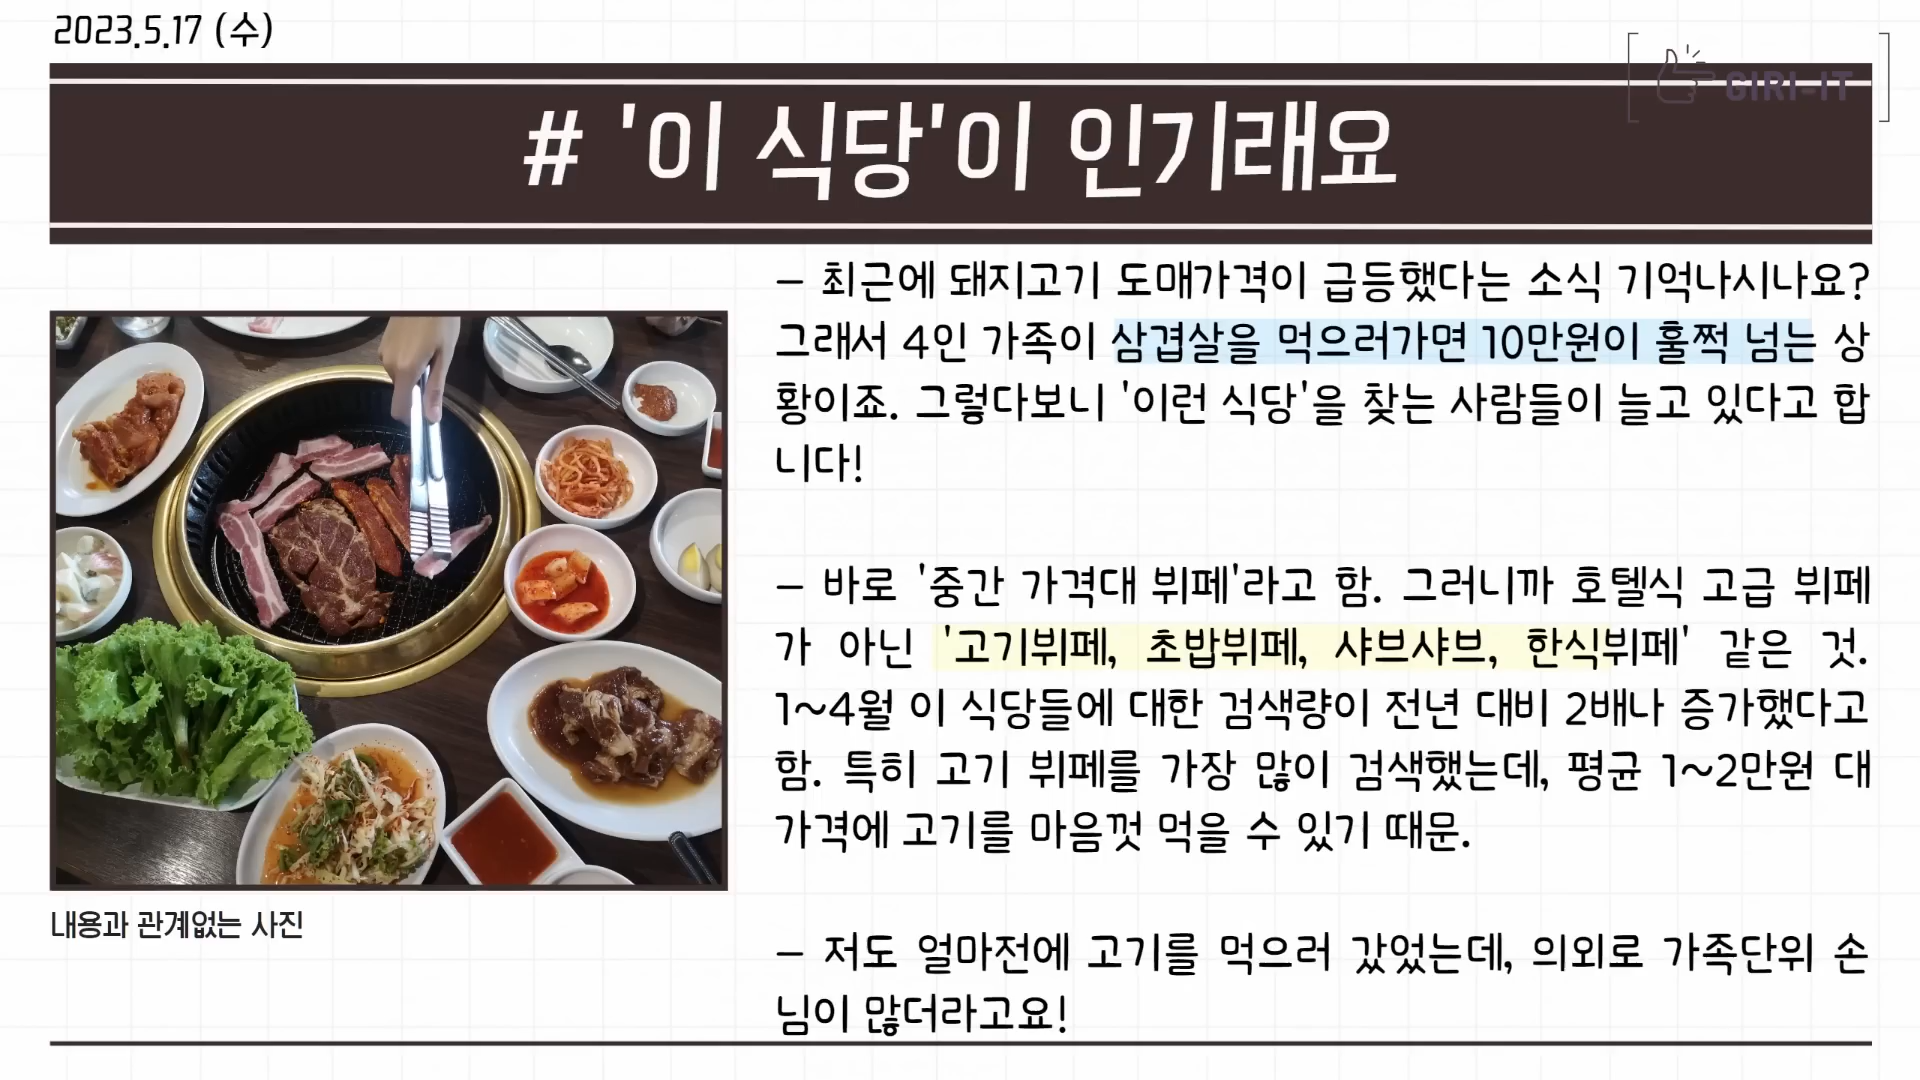 2023.5.17 (수)
GIRI-IT
# '이 식당'이 인기래요
– 최근에 돼지고기 도매가격이 급등했다는 소식 기억나시나요?
그래서 4인 가족이 삼겹살을 먹으러가면 10만원이 훌쩍 넘는 상
황이죠. 그렇다보니 '이런 식당'을 찾는 사람들이 늘고 있다고 합
니다!
– 바로 '중간 가격대 뷔페'라고 함. 그러니까 호텔식 고급 뷔페
가 아닌 '고기뷔페, 초밥뷔페, 샤브샤브, 한식뷔페' 같은 것.
1~4월 이 식당들에 대한 검색량이 전년 대비 2배나 증가했다고
함. 특히 고기 뷔페를 가장 많이 검색했는데, 평균 1~2만원 대
가격에 고기를 마음껏 먹을 수 있기 때문.
– 저도 얼마전에 고기를 먹으러 갔었는데, 의외로 가족단위 손
님이 많더라고요!
내용과 관계없는 사진